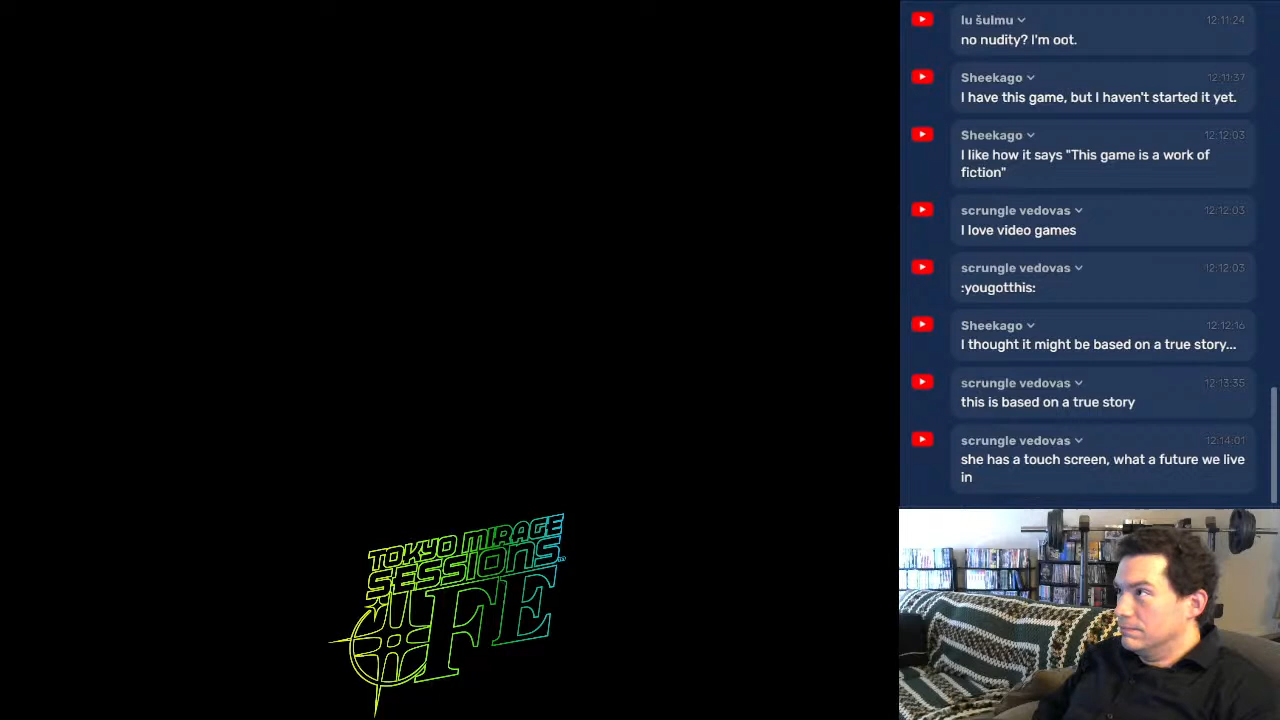 lu šulmu
12:11:24
no nudity? I'm oot.
Sheekago
12:11:37
I have this game, but I haven't started it yet.
Sheekago
12:12:03
I like how it says "This game is a work of
fiction"
scrungle vedovas
12:12:03
I love video games
scrungle vedovas
12:12:03
:yougotthis:
Sheekago
12:12:16
I thought it might be based on a true story...
scrungle vedovas
12:13:35
this is based on a true story
scrungle vedovas
12:14:01
she has a touch screen, what a future we live
in
TOKYO MIRAGE
SESSIONS
#FE